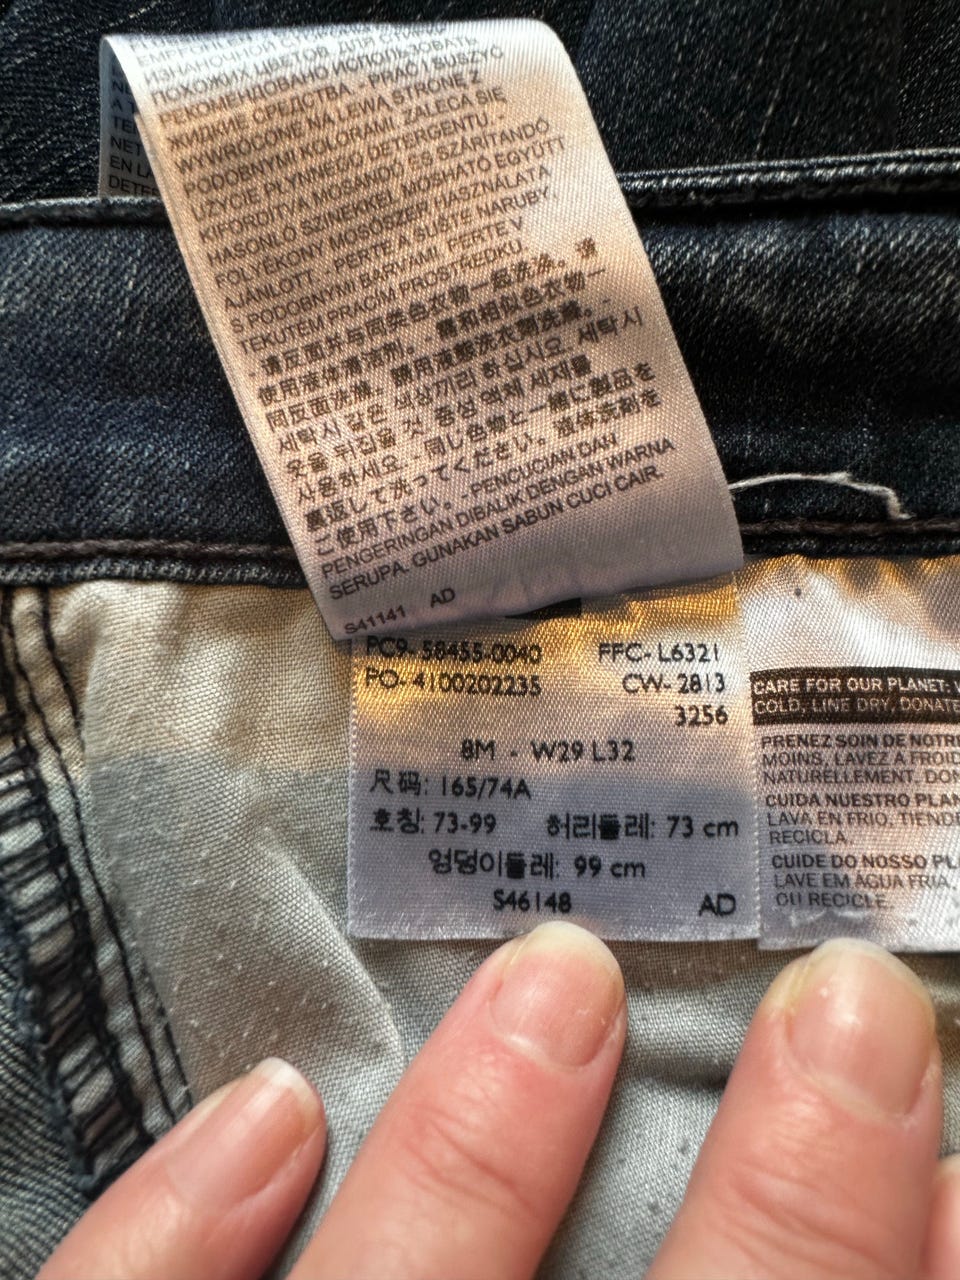 ИЗНАНОЧНОЙ
ПОХОЖИХ ЦВЕТОВ. ДЛЯ
РЕКОМЕНДОВАНО ИСПОЛЬЗОВАТЬ
ЖИДКИЕ СРЕДСТВА - PRAĆ I SUSZYĆ
WYWRÓCONE NA LEWĄ STRONĘ Z
PODOBNYMI KOLORAMI. ZALECA SIĘ
UŻYCIE PŁYNNEGO DETERGENTU. -
KIFORDÍTVA MOSANDÓ ÉS SZÁRÍTANDÓ
HASONLÓ SZINEKKEL. MOSHATÓ EGYÜTT
FOLYÉKONY MOSÓSZER HASZNÁLATA
AJÁNLOTT - PERTE A SUŠTE NARUBY,
S PODOBNÝMI BARVAMI. PERTE V
TEKUTÉM PRACÍM PROSTŘEDKU.
- 请反面并与同类色衣物一起洗涤。请
使用液体清洁剂。- 請和相似色衣物一
同反面洗滌。請用液態洗衣劑洗滌。-
세탁시 같은 색상끼리 하십시요. 세탁시
옷을 뒤집을 것 중성 액체 세제를
사용하세요. - 同じ色物と一緒に製品を
裏返して洗ってください。液体洗剤を
ご使用下さい。- PENCUCIAN DAN
PENGERINGAN DIBALIK DENGAN WARNA
SERUPA. GUNAKAN SABUN CUCI CAIR.
S41141 AD
PC9- 58455-0040 FFC- L6321
PO- 4100202235 CW- 2813
3256
8M - W29 L32
尺码: 165/74A
호칭: 73-99 허리둘레: 73 cm
엉덩이둘레: 99 cm
S46148 AD
CARE FOR OUR PLANET:
COLD, LINE DRY, DONATE
PRENEZ SOIN DE NOTRE
MOINS, LAVEZ À FROID
NATURELLEMENT, DON
CUIDA NUESTRO PLAN
LAVA EN FRIO, TIENDE
RECICLA.
CUIDE DO NOSSO PL
LAVE EM ÁGUA FRIA,
OU RECICLE.